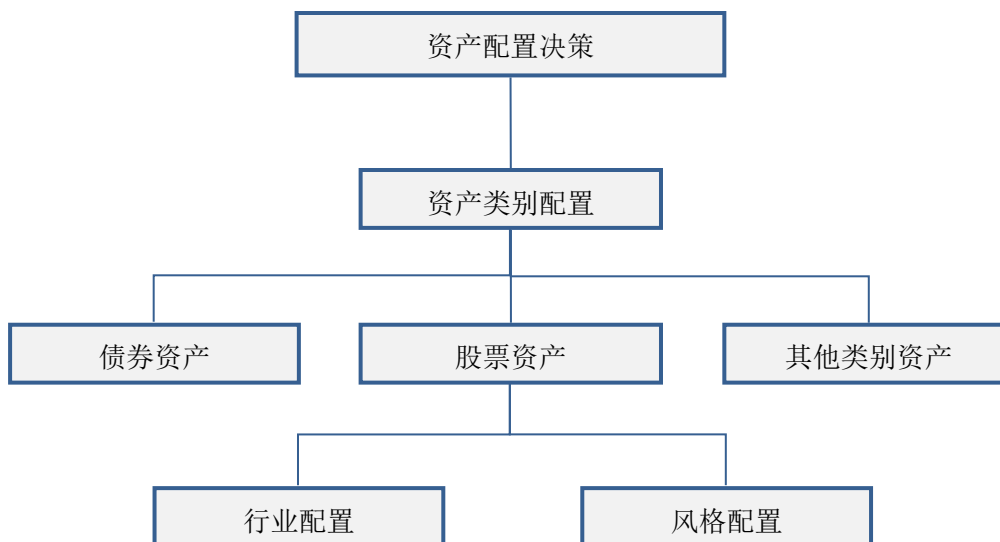 资产配置决策
资产类别配置
债券资产
股票资产
其他类别资产
行业配置
风格配置